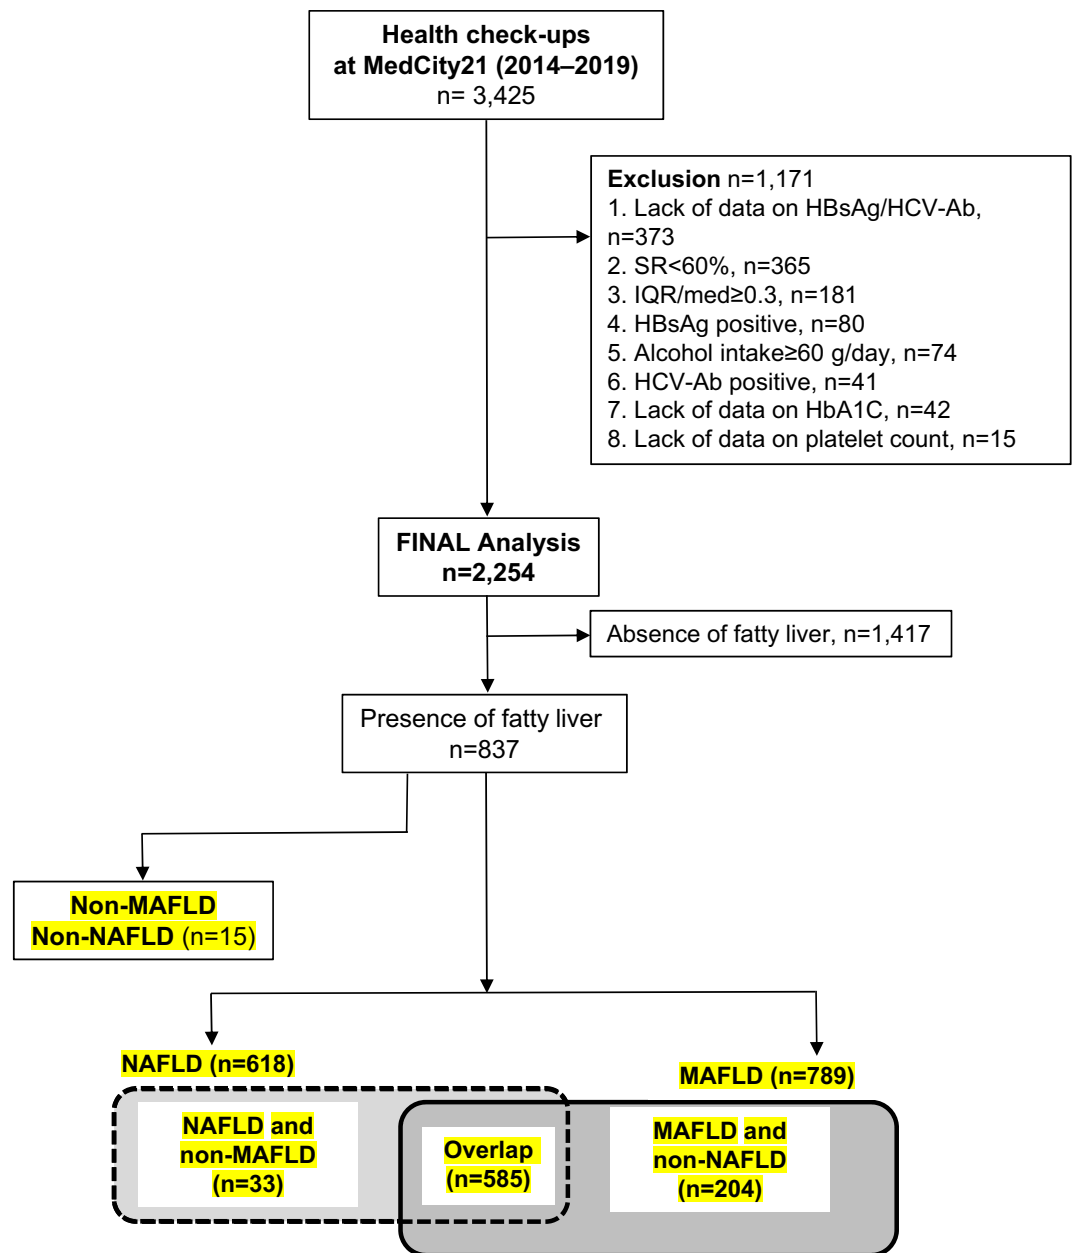 Health check-ups
at MedCity21 (2014–2019)
n= 3,425
Exclusion n=1,171
1. Lack of data on HBsAg/HCV-Ab,
n=373
2. SR<60%, n=365
3. IQR/med≥0.3, n=181
4. HBsAg positive, n=80
5. Alcohol intake≥60 g/day, n=74
6. HCV-Ab positive, n=41
7. Lack of data on HbA1C, n=42
8. Lack of data on platelet count, n=15
FINAL Analysis
n=2,254
Absence of fatty liver, n=1,417
Presence of fatty liver
n=837
Non-MAFLD
Non-NAFLD (n=15)
NAFLD (n=618)
MAFLD (n=789)
NAFLD and
non-MAFLD
(n=33)
Overlap
(n=585)
MAFLD and
non-NAFLD
(n=204)